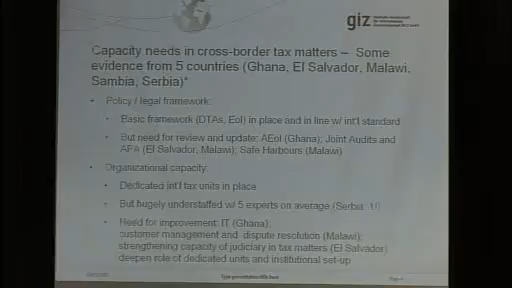 giz
Capacity needs in cross-border tax matters – Some
evidence from 5 countries (Ghana, El Salvador, Malawi,
Sambia, Serbia)*
• Policy / legal framework:
• Basic framework (DTAs, EoI) in place and in line w/ int'l standard
• But need for review and update: AEoI (Ghana); Joint Audits and
APA (El Salvador, Malawi); Safe Harbours (Malawi)
• Organizational capacity:
• Dedicated int'l tax units in place
• But hugely understaffed w/ 5 experts on average (Serbia:
• Need for improvement: IT (Ghana);
customer management and dispute resolution (Malawi);
strengthening capacity of judiciary in tax matters (El Salvador)
deepen role of dedicated units and institutional set-up